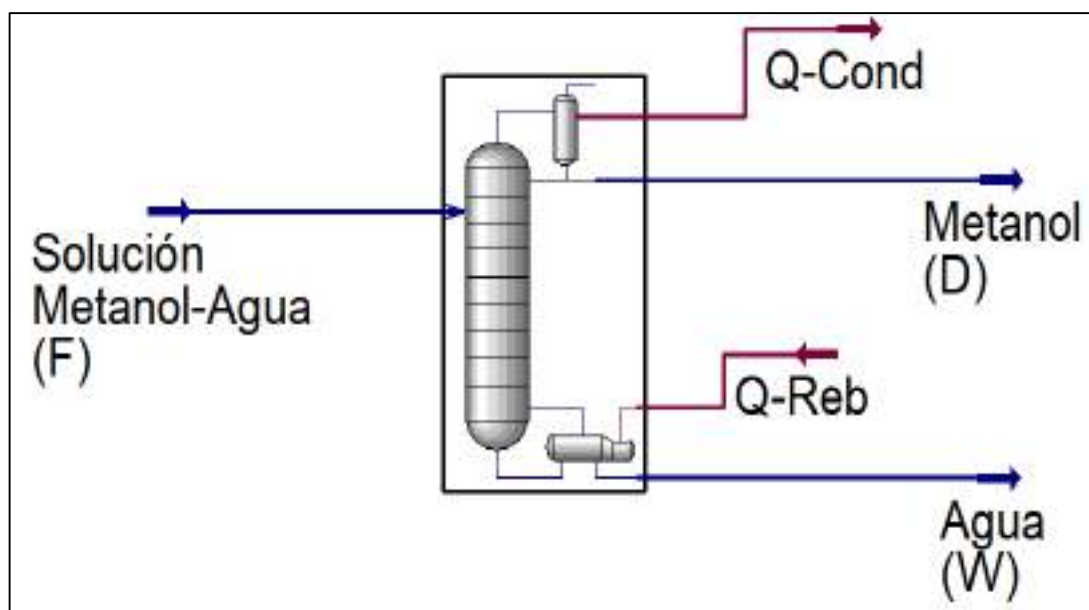 Q-Cond
Solución
Metanol-Agua
(F)
Metanol
(D)
Q-Reb
Agua
(W)